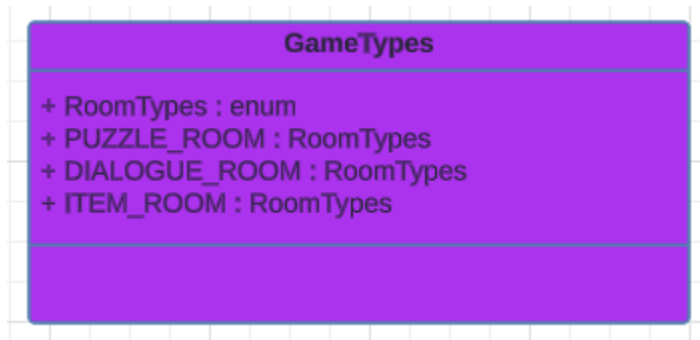 GameTypes
+ RoomTypes : enum
+ PUZZLE_ROOM : RoomTypes
+ DIALOGUE_ROOM : RoomTypes
+ ITEM_ROOM : RoomTypes